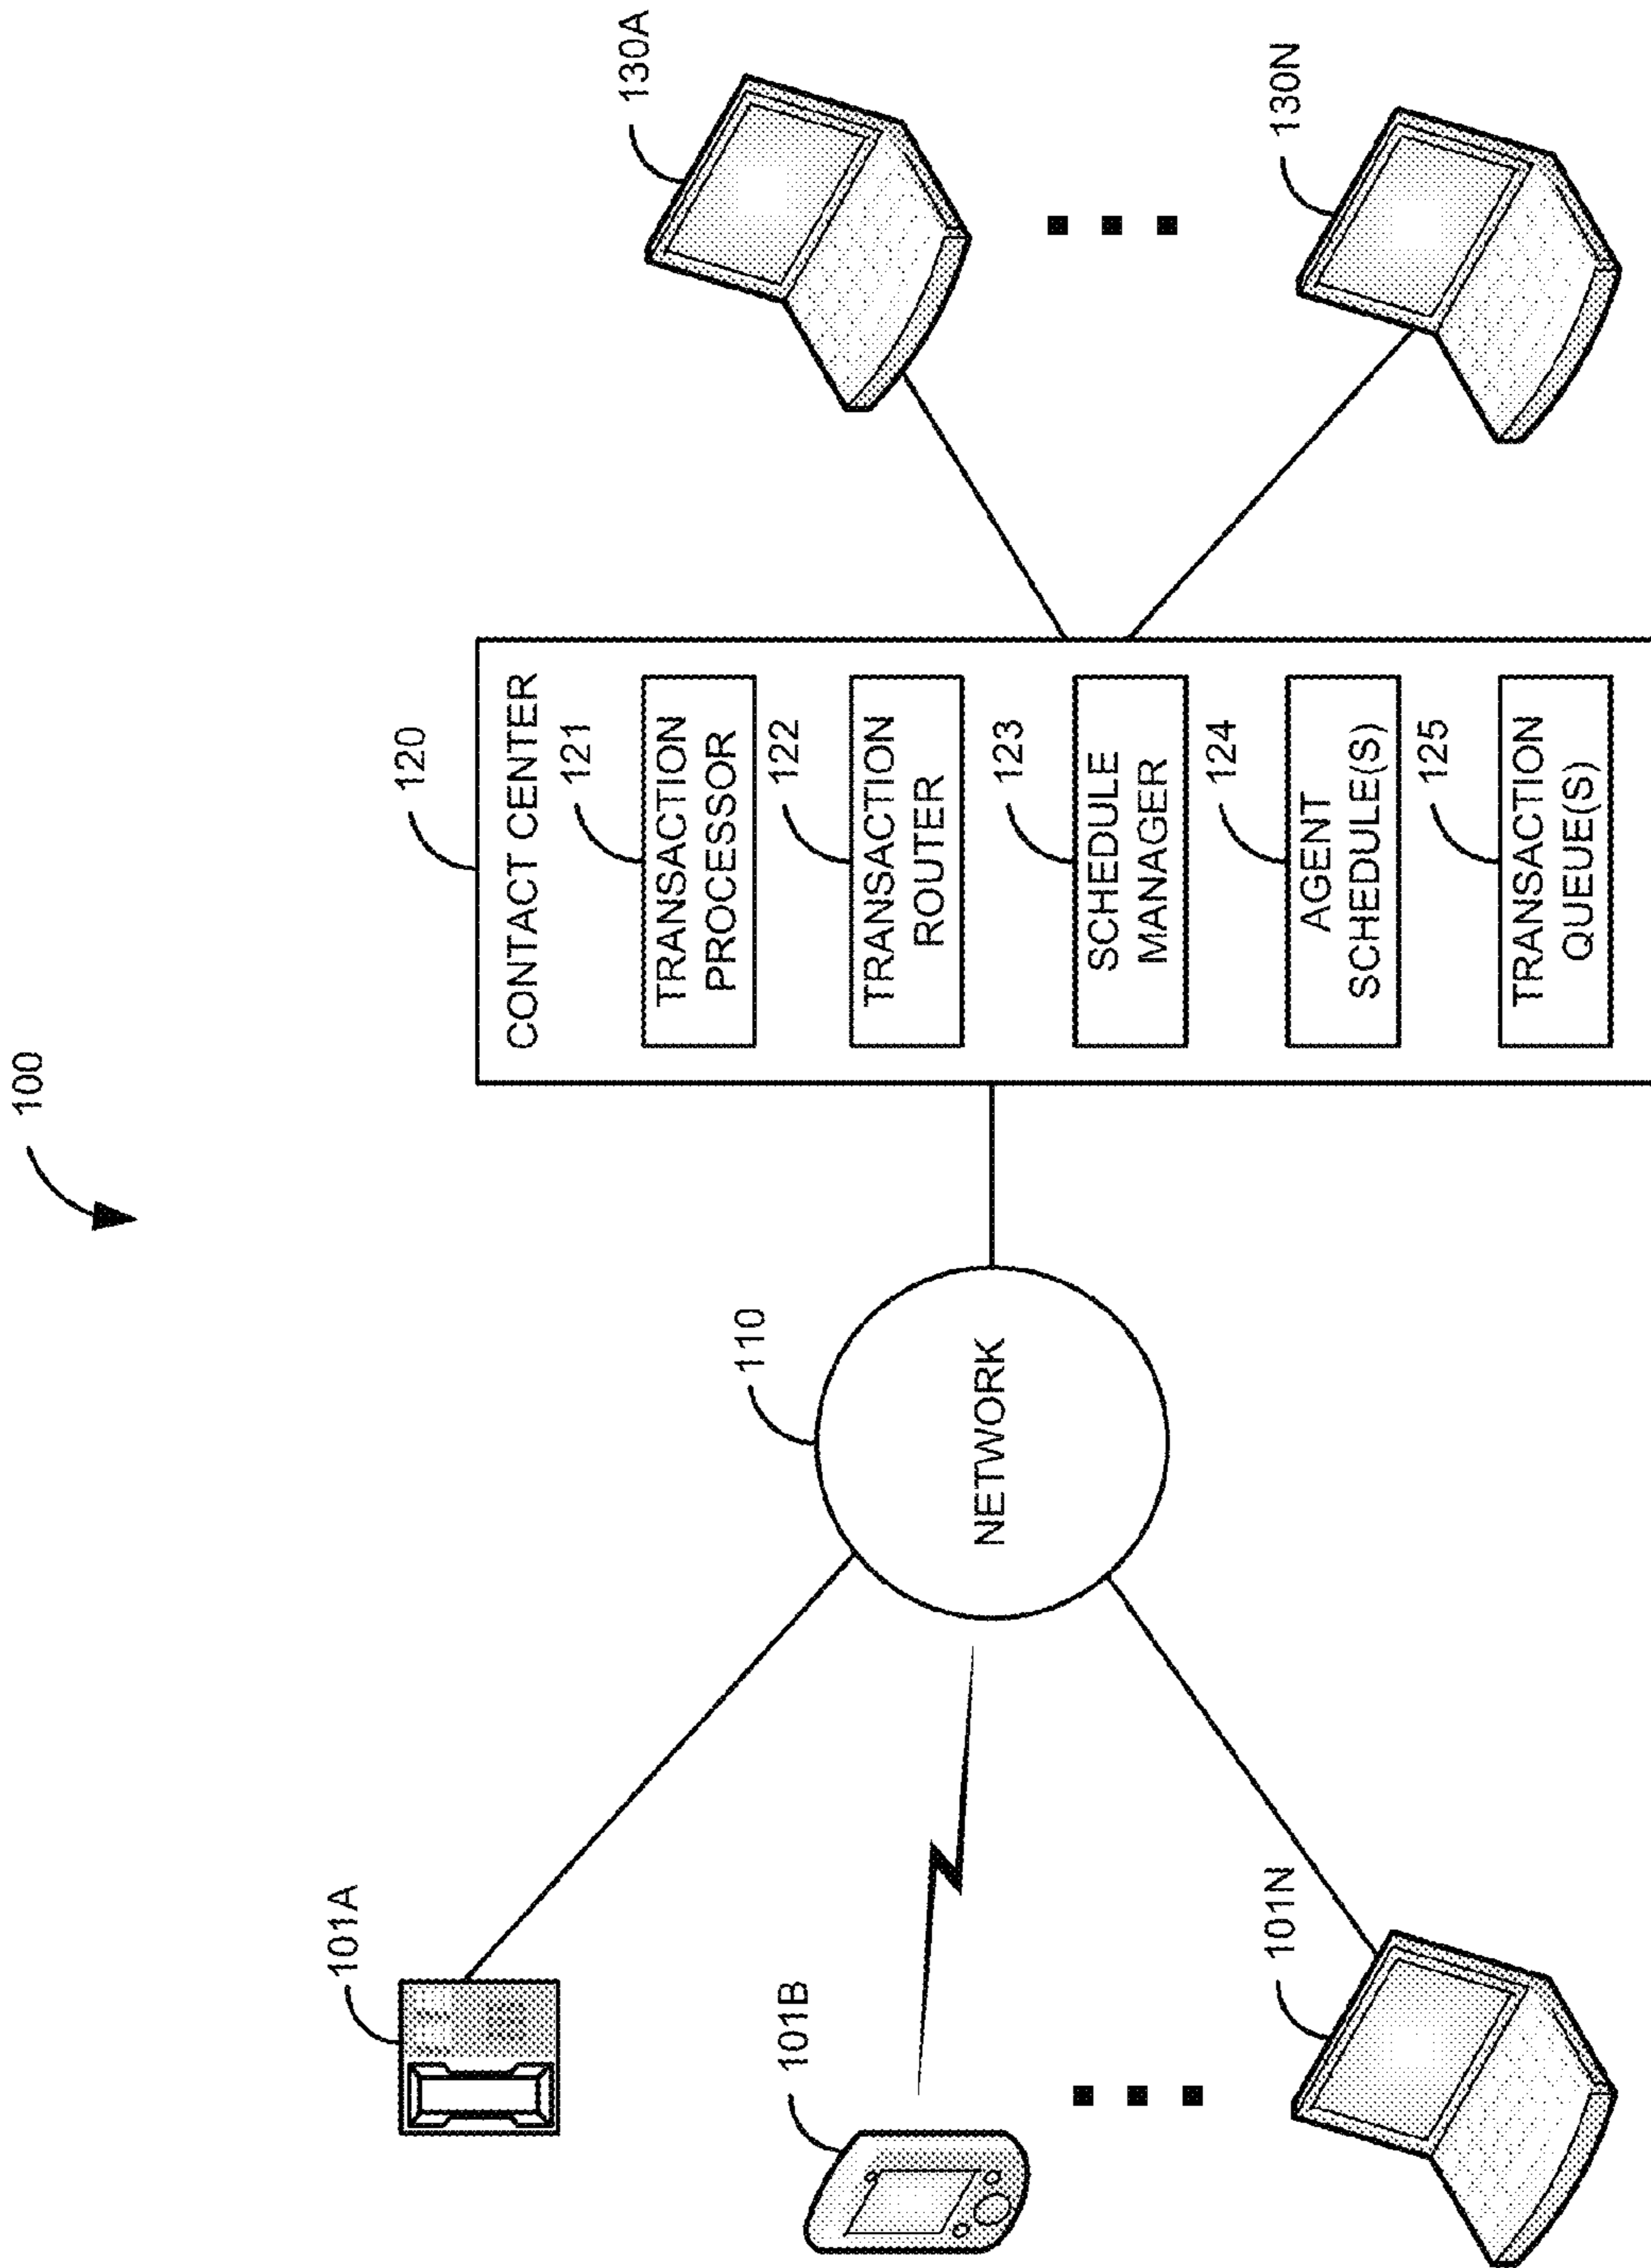 100
101A
101B
101N
110
NETWORK
120
CONTACT CENTER
121
TRANSACTION
PROCESSOR
122
TRANSACTION
ROUTER
123
SCHEDULE
MANAGER
124
AGENT
SCHEDULE(S)
125
TRANSACTION
QUEUE(S)
130A
130N